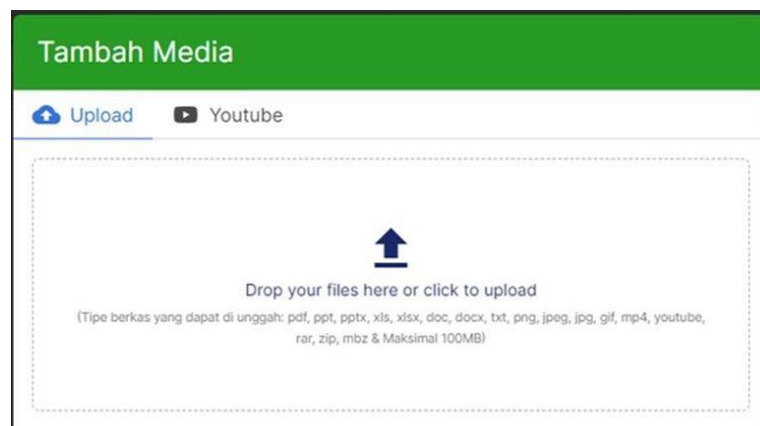 Tambah Media
Upload
Youtube
Drop your files here or click to upload
(Tipe berkas yang dapat di unggah: pdf, ppt, pptx, xls, xlsx, doc, docx, txt, png, jpeg, jpg, gif, mp4, youtube,
rar, zip, mbz & Maksimal 100MB)